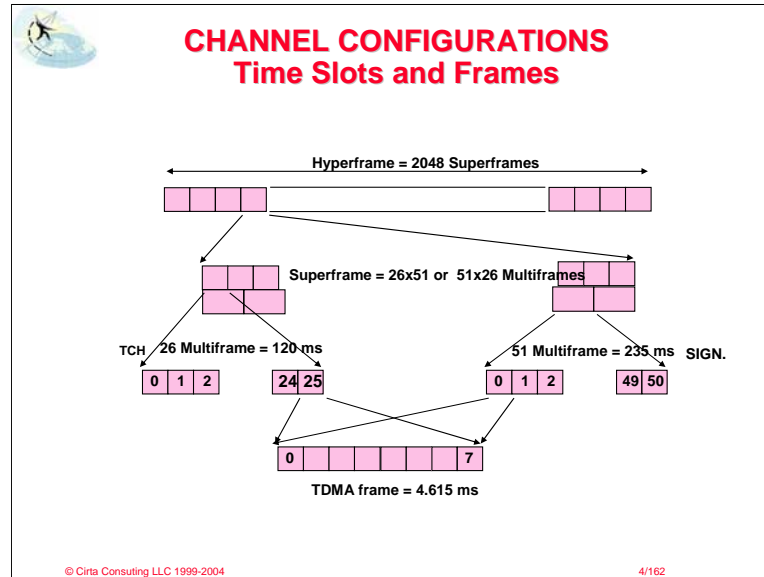 CHANNEL CONFIGURATIONS
Time Slots and Frames
Hyperframe = 2048 Superframes
Superframe = 26x51 or 51x26 Multiframes
TCH 26 Multiframe = 120 ms 51 Multiframe = 235 ms SIGN.
0 1 2 24 25 0 1 2 49 50
0 7
TDMA frame = 4.615 ms
© Cirta Consuting LLC 1999-2004 4/162